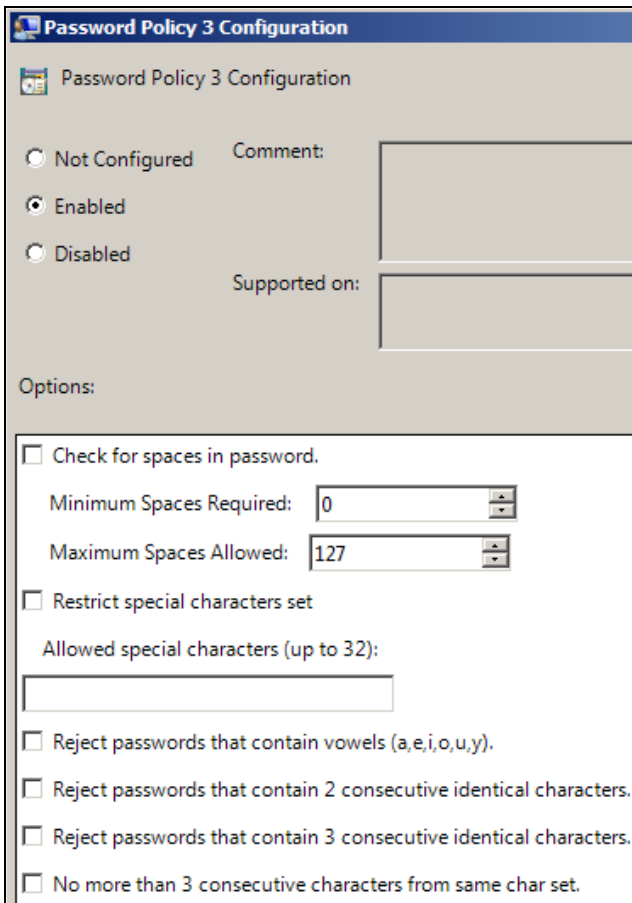 Password Policy 3 Configuration
Password Policy 3 Configuration
Not Configured
Comment:
Enabled
Disabled
Supported on:
Options:
Check for spaces in password.
Minimum Spaces Required: 0
Maximum Spaces Allowed: 127
Restrict special characters set
Allowed special characters (up to 32):
Reject passwords that contain vowels (a,e,i,o,u,y).
Reject passwords that contain 2 consecutive identical characters.
Reject passwords that contain 3 consecutive identical characters.
No more than 3 consecutive characters from same char set.